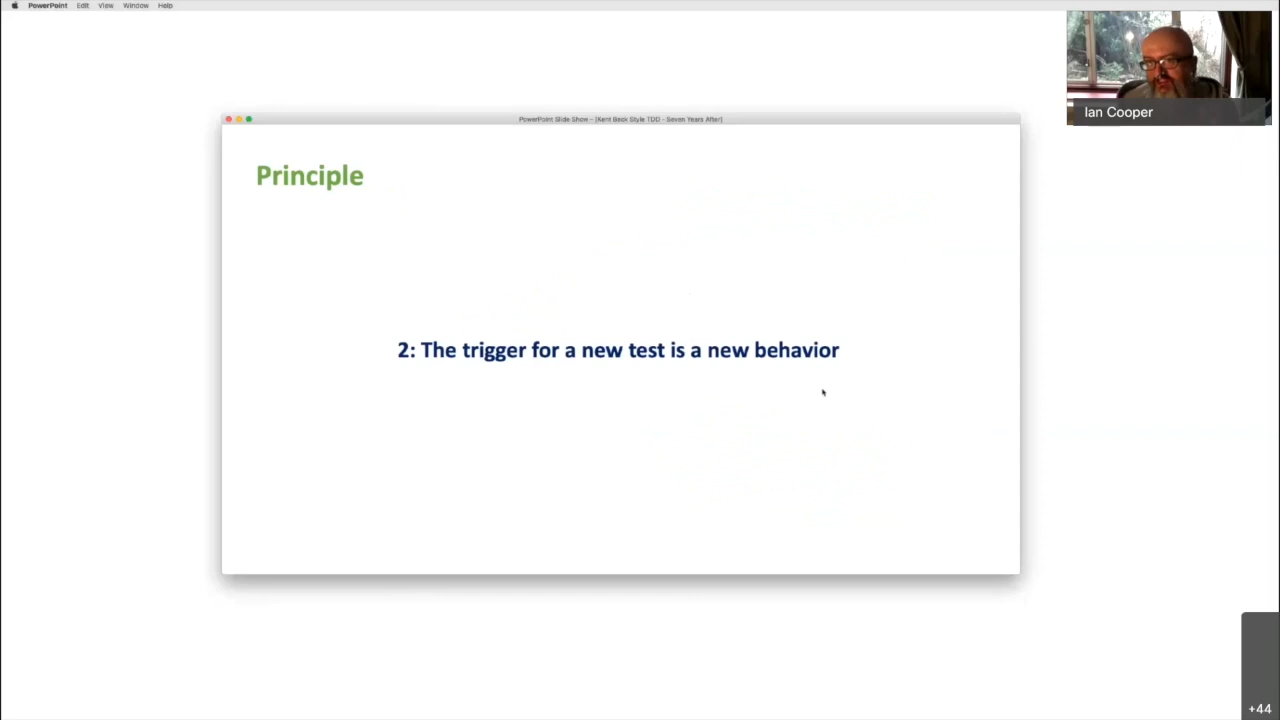 PowerPoint Edit View Window Help
Ian Cooper
PowerPoint Slide Show - [Kent Beck Style TDD - Seven Years After]
Principle
2: The trigger for a new test is a new behavior
+44